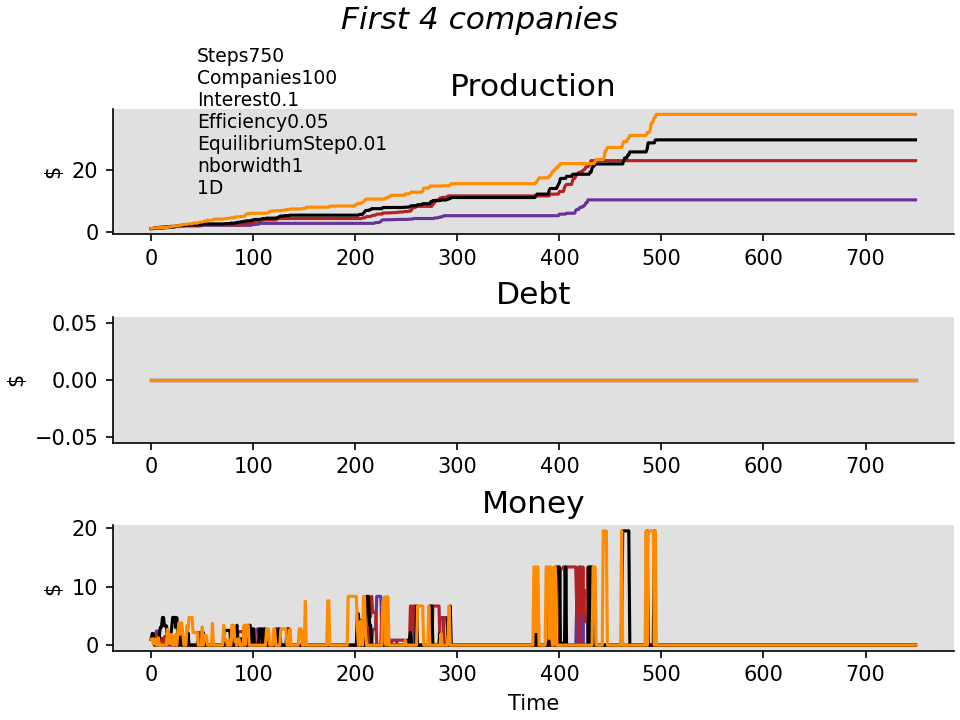 First 4 companies
Steps750
Companies100
Interest0.1
Efficiency0.05
EquilibriumStep0.01
nborwidth1
1D
Production
$
20
0
0 100 200 300 400 500 600 700
Debt
$
0.05
0.00
−0.05
0 100 200 300 400 500 600 700
Money
$
20
10
0
0 100 200 300 400 500 600 700
Time